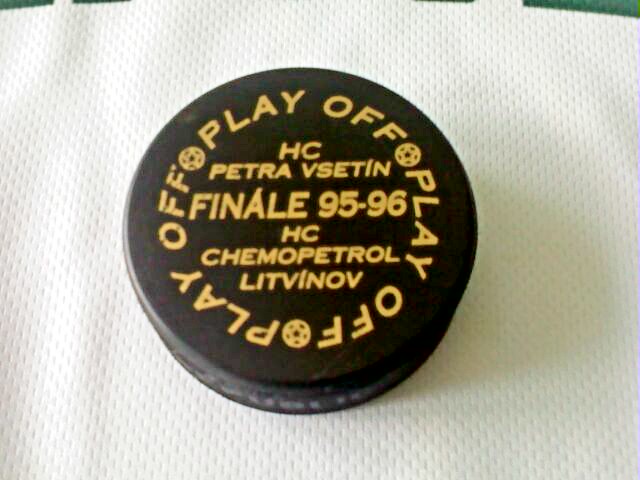 PLAY OFF
PLAY OFF
PLAY OFF
HC
PETRA VSETÍN
FINÁLE 95-96
HC
CHEMOPETROL
LITVÍNOV